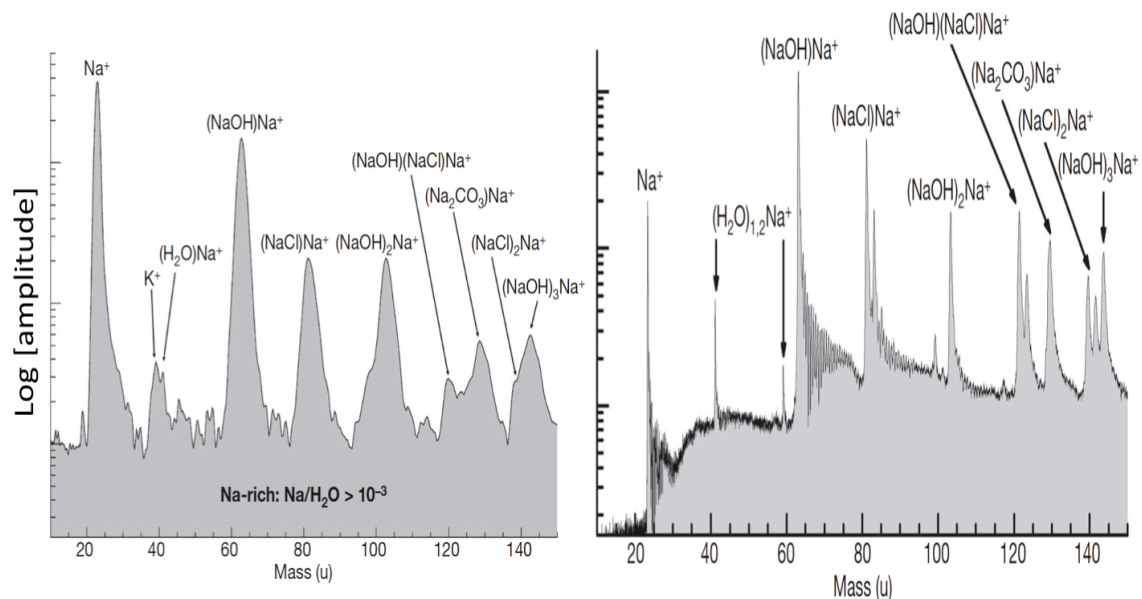 Log [amplitude]
Na⁺
K⁺
(H₂O)Na⁺
(NaOH)Na⁺
(NaCl)Na⁺
(NaOH)₂Na⁺
(NaOH)(NaCl)Na⁺
(Na₂CO₃)Na⁺
(NaCl)₂Na⁺
(NaOH)₃Na⁺
Na-rich: Na/H₂O > 10⁻³
20 40 60 80 100 120 140
Mass (u)
Na⁺
(H₂O)₁,₂Na⁺
(NaOH)Na⁺
(NaCl)Na⁺
(NaOH)₂Na⁺
(NaOH)(NaCl)Na⁺
(Na₂CO₃)Na⁺
(NaCl)₂Na⁺
(NaOH)₃Na⁺
20 40 60 80 100 120 140
Mass (u)